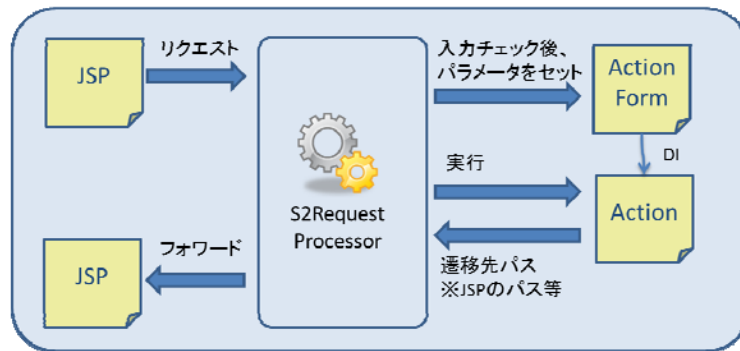 JSP
リクエスト
S2Request
Processor
入力チェック後、
パラメータをセット
Action
Form
DI
実行
Action
遷移先パス
※JSPのパス等
フォワード
JSP